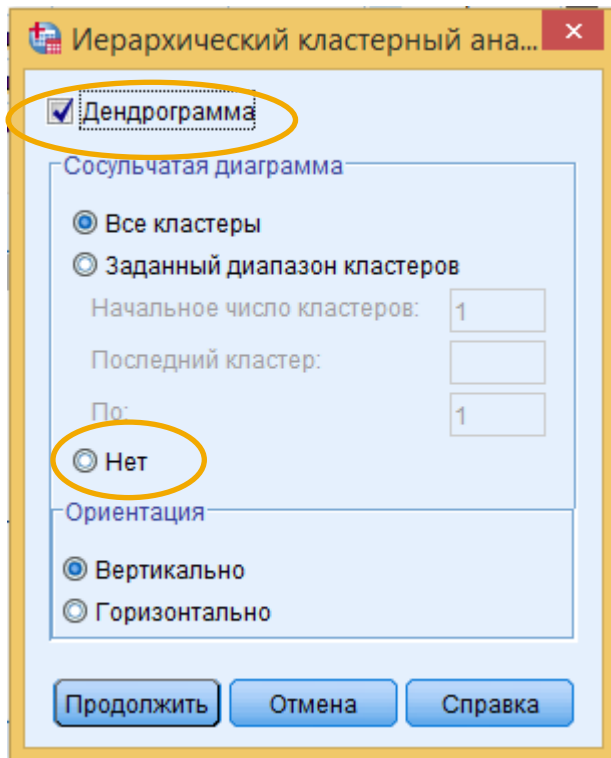 Иерархический кластерный ана...
Дендрограмма
Сосульчатая диаграмма
Все кластеры
Заданный диапазон кластеров
Начальное число кластеров: 1
Последний кластер:
По: 1
Нет
Ориентация
Вертикально
Горизонтально
Продолжить Отмена Справка